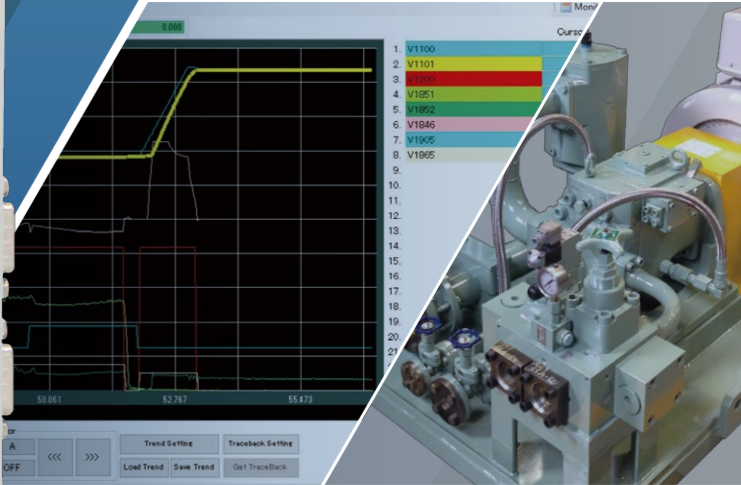 0.000
Moni
Curso
1. V1100
2. V1101
3. V1200
4. V1851
5. V1852
6. V1846
7. V1905
8. V1865
9.
10.
11.
12.
13.
14.
15.
16.
17.
18.
19.
20.
21
50.061 52.767 55.473
or
A <<< >>> Trend Setting Traceback Setting
OFF Load Trend Save Trend Get TraceBack